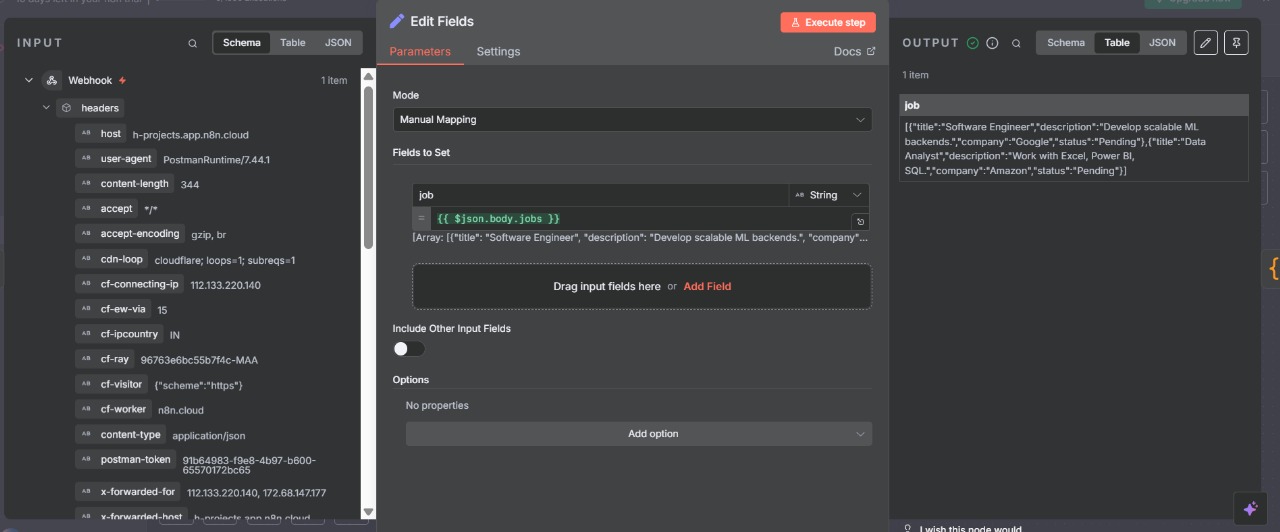 Edit Fields
Execute step
Parameters
Settings
Docs
INPUT
Schema
Table
JSON
Webhook
1 item
headers
host h-projects.app.n8n.cloud
user-agent PostmanRuntime/7.44.1
content-length 344
accept */*
accept-encoding gzip, br
cdn-loop cloudflare; loops=1; subreqs=1
cf-connecting-ip 112.133.220.140
cf-ew-via 15
cf-ipcountry IN
cf-ray 96763e6bc55b7f4c-MAA
cf-visitor {"scheme":"https"}
cf-worker n8n.cloud
content-type application/json
postman-token 91b64983-f9e8-4b97-b600-
65570172bc65
x-forwarded-for 112.133.220.140, 172.68.147.177
x-forwarded-host h-projects.app.n8n.cloud
Mode
Manual Mapping
Fields to Set
job
String
= {{ $json.body.jobs }}
[Array: [{"title": "Software Engineer", "description": "Develop scalable ML backends.", "company"...
Drag input fields here or Add Field
Include Other Input Fields
Options
No properties
Add option
OUTPUT
Schema
Table
JSON
1 item
job
[{"title":"Software Engineer","description":"Develop scalable ML
backends.","company":"Google","status":"Pending"},{"title":"Data
Analyst","description":"Work with Excel, Power BI,
SQL.","company":"Amazon","status":"Pending"}]
I wish this node would